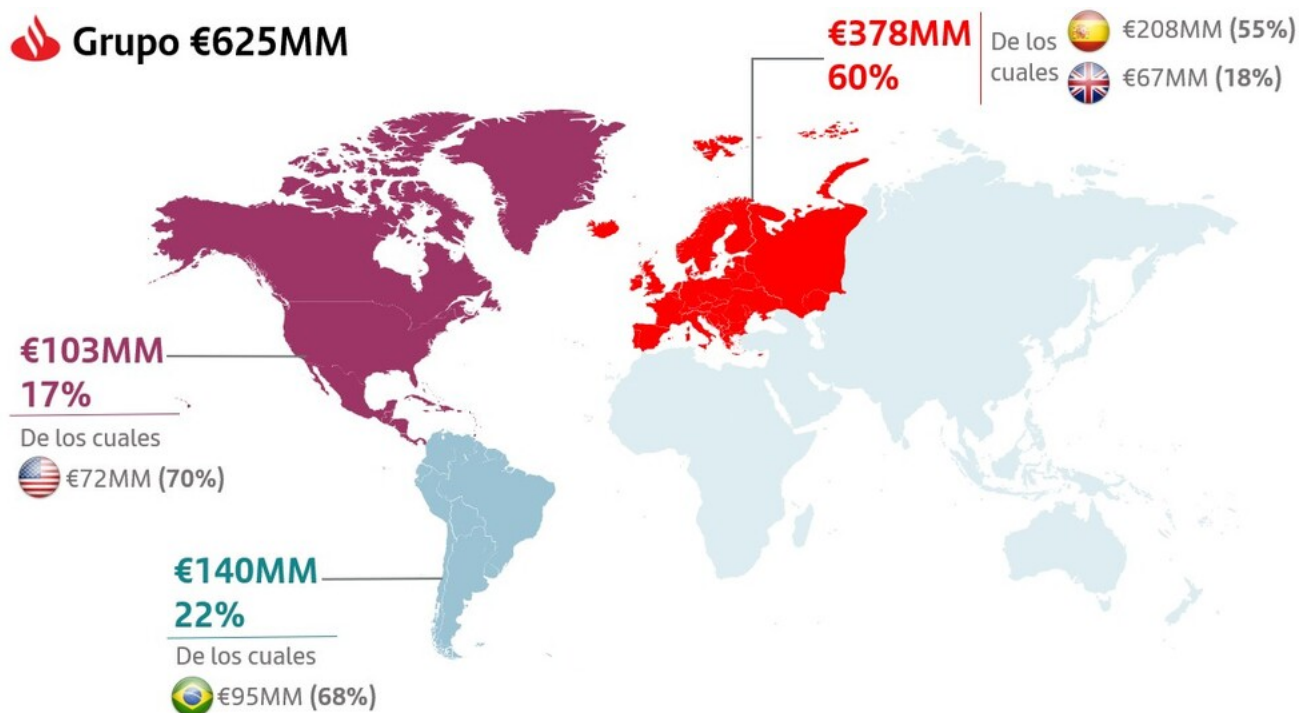 Grupo €625MM
€378MM
60%
De los
cuales
€208MM (55%)
€67MM (18%)
€103MM
17%
De los cuales
€72MM (70%)
€140MM
22%
De los cuales
€95MM (68%)